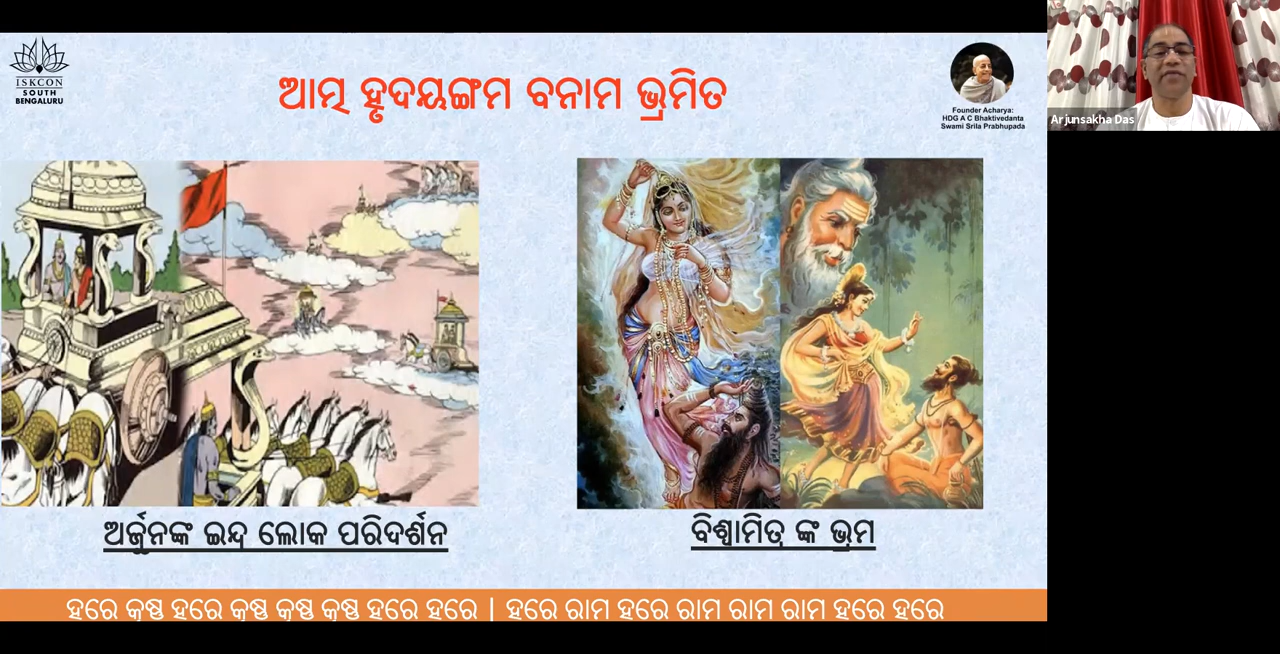 ISKCON
SOUTH
BENGALURU
ଆତ୍ମ ହୃଦୟଙ୍ଗମ ବନାମ ଭ୍ରମିତ
Founder Acharya:
HDG A C Bhaktivedanta
Swami Srila Prabhupada
Arjunsakha Das
ଅର୍ଜୁନଙ୍କ ଇନ୍ଦ୍ର ଲୋକ ପରିଦର୍ଶନ
ବିଶ୍ୱାମିତ୍ର ଙ୍କ ଭ୍ରମ
ହରେ କୃଷ୍ଣ ହରେ କୃଷ୍ଣ କୃଷ୍ଣ କୃଷ୍ଣ ହରେ ହରେ | ହରେ ରାମ ହରେ ରାମ ରାମ ରାମ ହରେ ହରେ